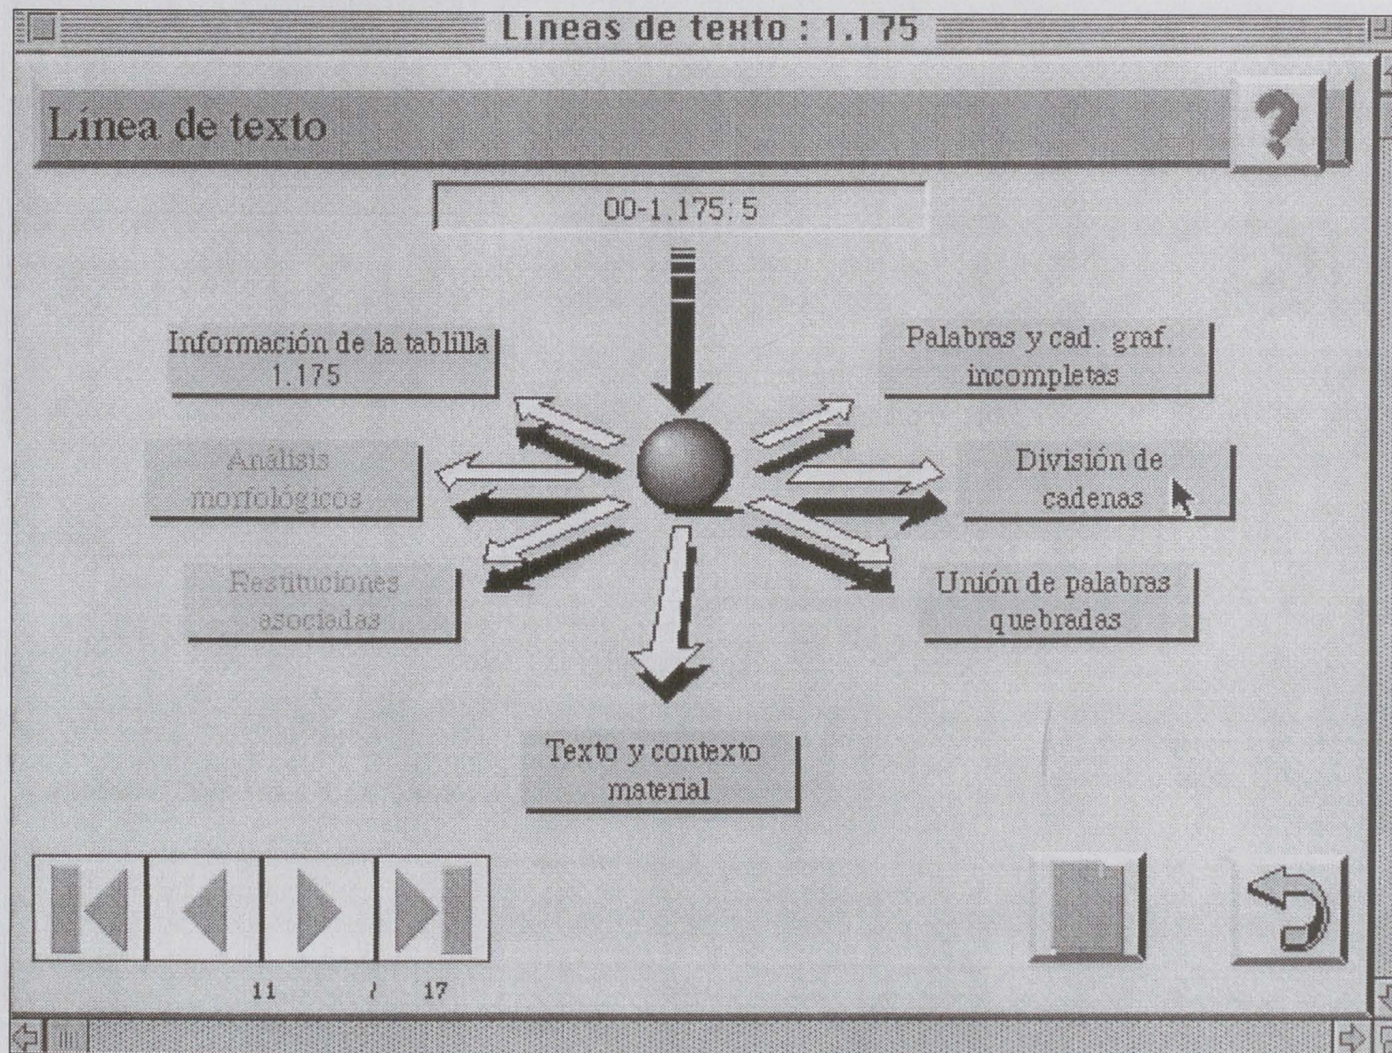 Líneas de texto : 1.175
Línea de texto
?
00-1.175: 5
Información de la tablilla
1.175
Palabras y cad. graf.
incompletas
Análisis
morfológicos
División de
cadenas
Restituciones
asociadas
Unión de palabras
quebradas
Texto y contexto
material
11 / 17